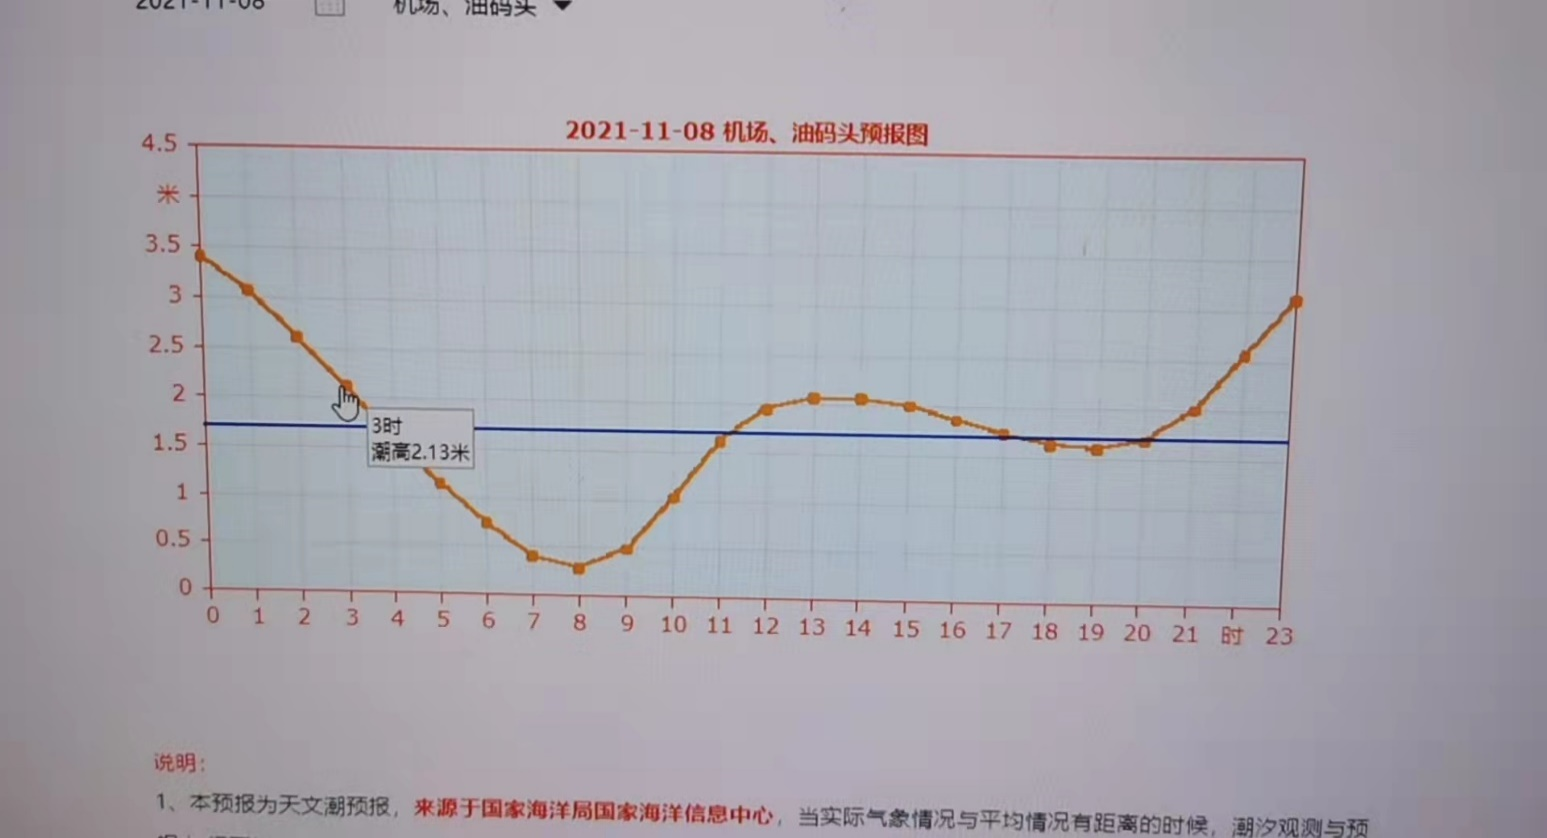 2021-11-08 机场、油码头
2021-11-08 机场、油码头预报图
4.5
米
3.5
3
2.5
2
1.5
1
0.5
0
3时
潮高2.13米
0 1 2 3 4 5 6 7 8 9 10 11 12 13 14 15 16 17 18 19 20 21 时 23
说明：
1、本预报为天文潮预报，来源于国家海洋局国家海洋信息中心，当实际气象情况与平均情况有距离的时候，潮汐观测与预